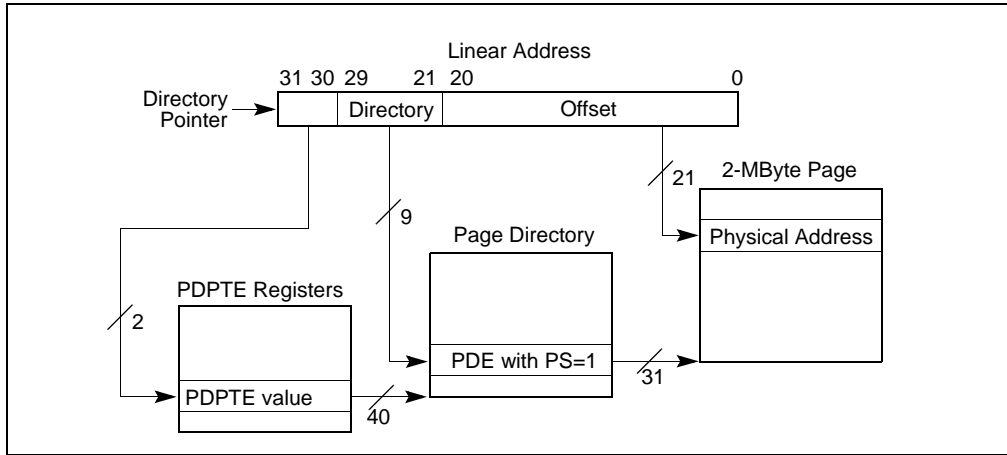 Linear Address
31 30 29 21 20 0
Directory Pointer
Directory
Offset
2-MByte Page
21
9
Physical Address
Page Directory
PDPTE Registers
2
PDE with PS=1
31
PDPTE value
40